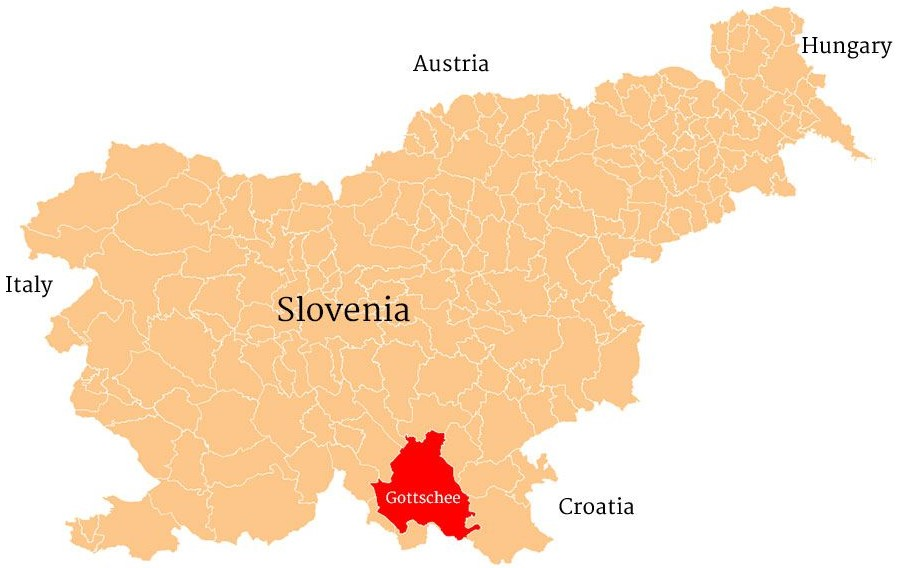 Hungary
Austria
Italy
Slovenia
Gottschee
Croatia